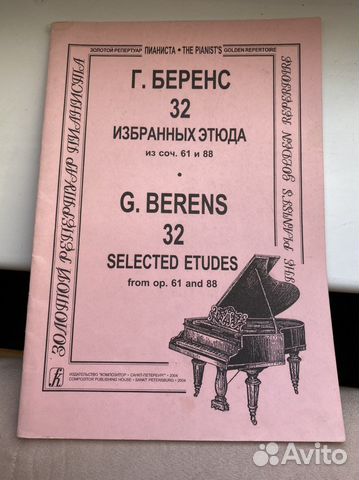 ЗОЛОТОЙ РЕПЕРТУАР ПИАНИСТА • THE PIANIST'S GOLDEN REPERTOIRE
ЗОЛОТОЙ РЕПЕРТУАР ПИАНИСТА
THE PIANIST'S GOLDEN REPERTOIRE
Г. БЕРЕНС
32
ИЗБРАННЫХ ЭТЮДА
из соч. 61 и 88
•
G. BERENS
32
SELECTED ETUDES
from op. 61 and 88
ИЗДАТЕЛЬСТВО "КОМПОЗИТОР • САНКТ-ПЕТЕРБУРГ" • 2004
COMPOZITOR PUBLISHING HOUSE • SANKT PETERSBURG • 2004
Avito